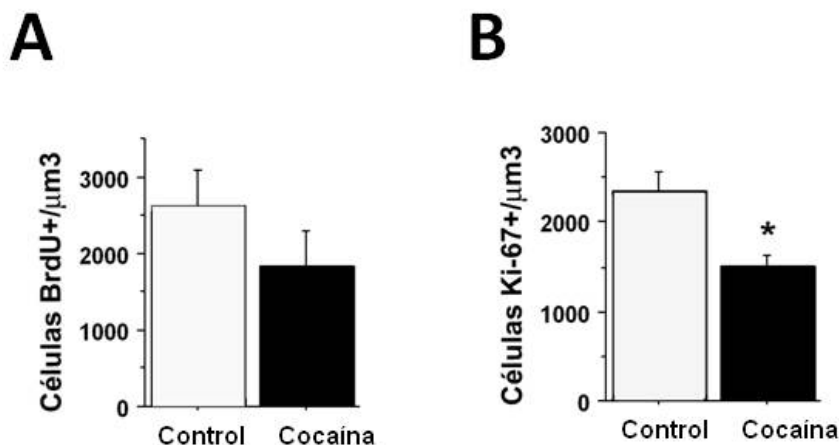 A
Células BrdU+/μm3
3000
2000
1000
0
Control Cocaína
B
Células Ki-67+/μm3
3000
2000
1000
0
*
Control Cocaína